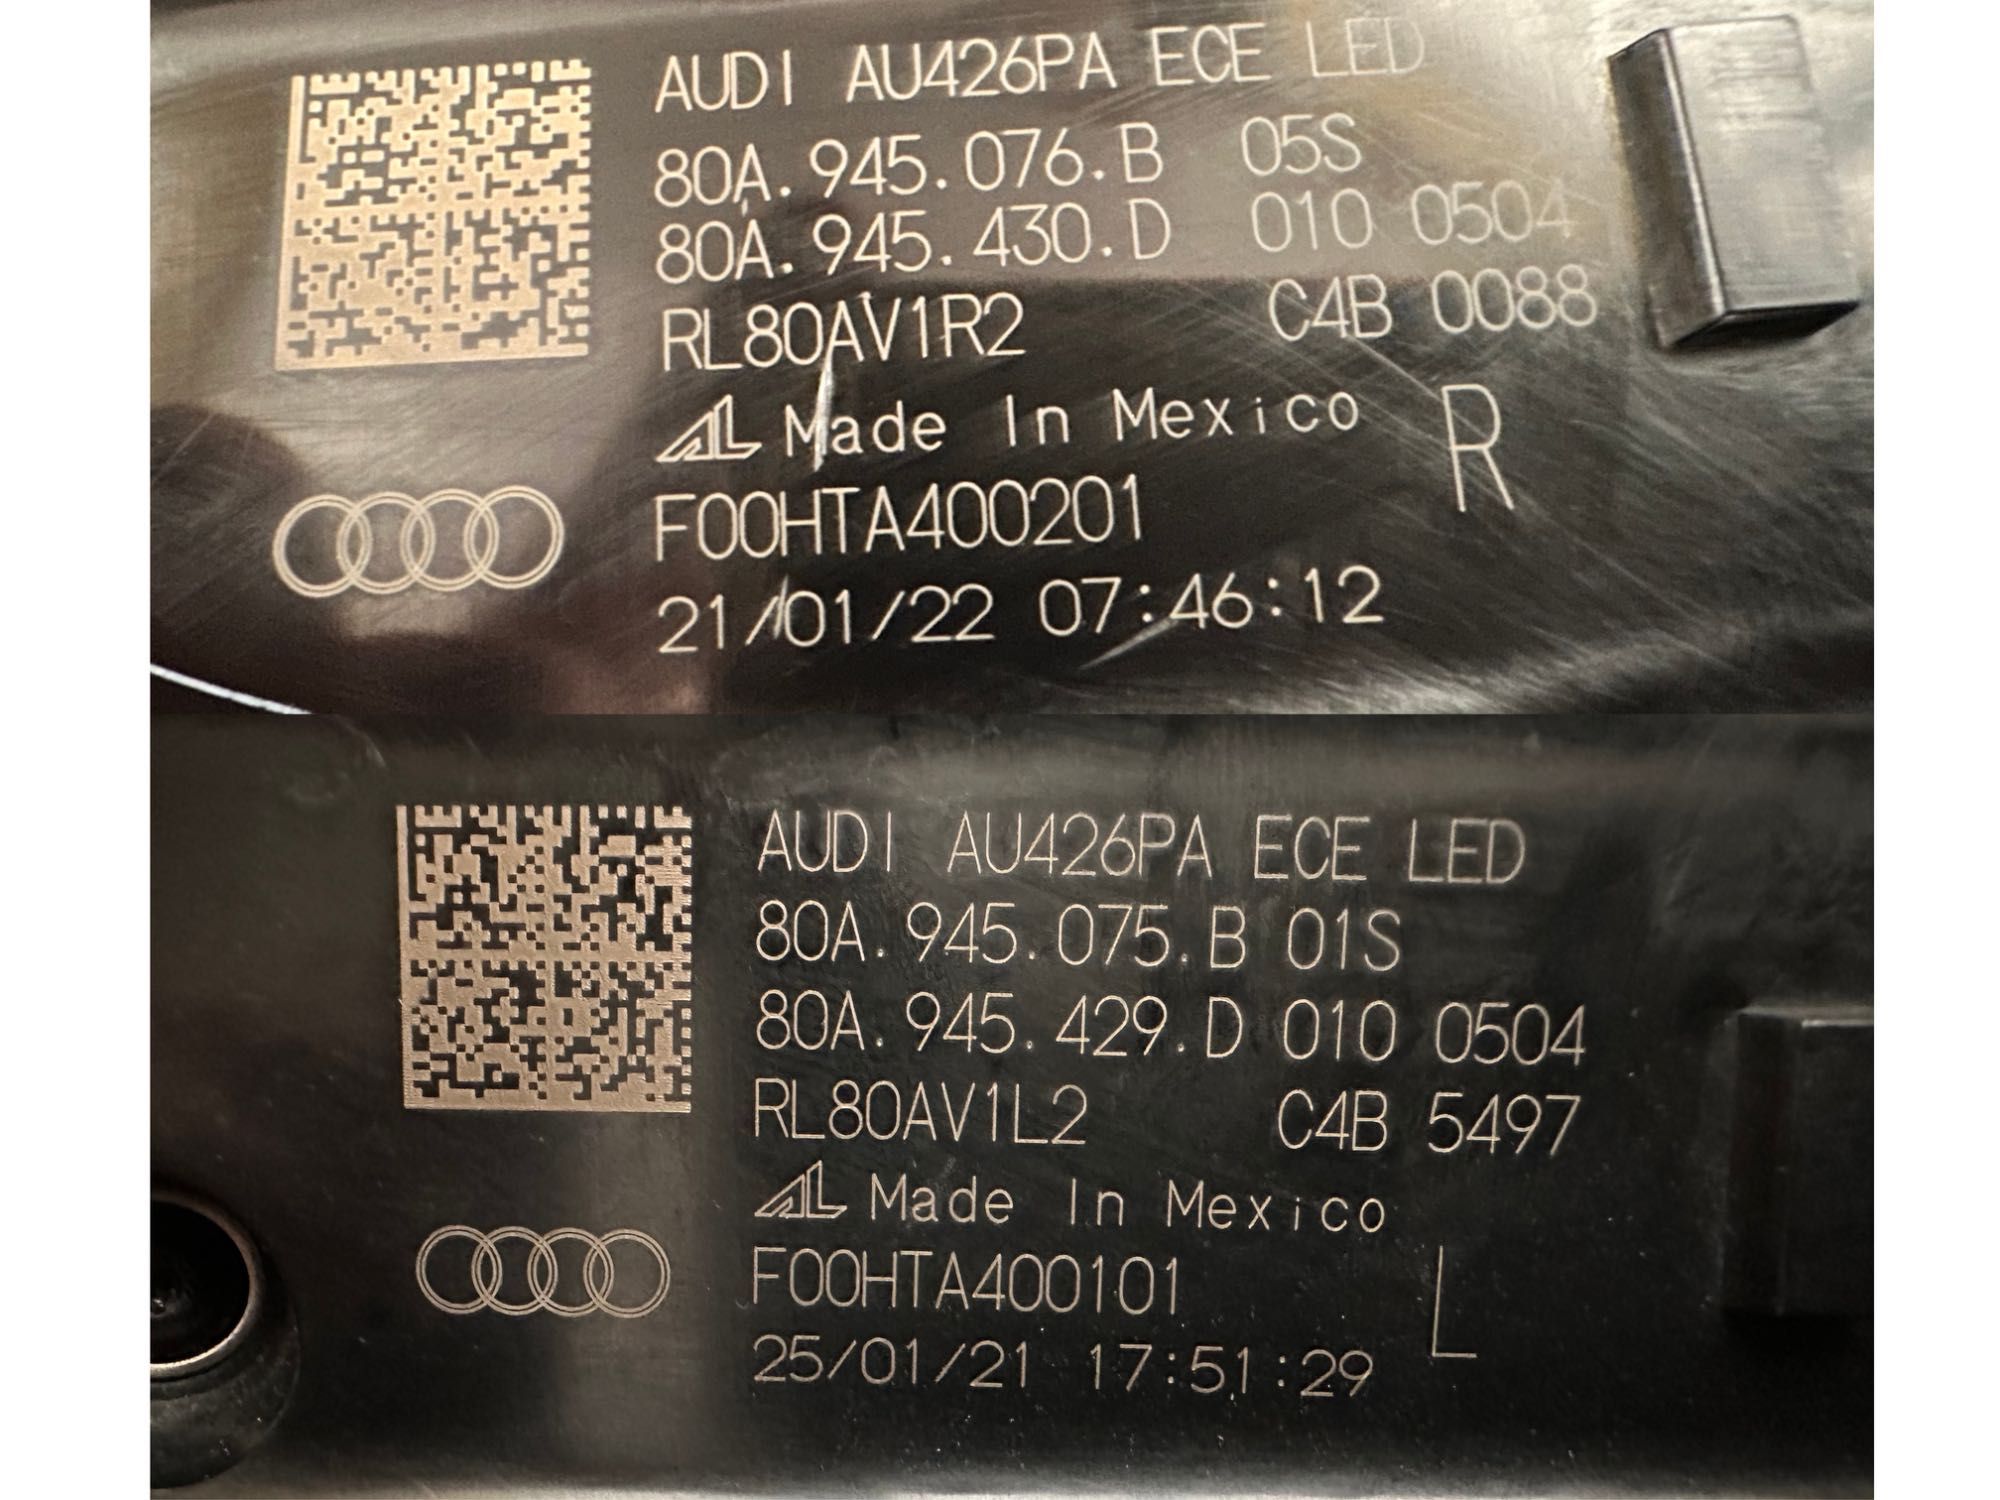 AUDI AU426PA ECE LED
80A.945.076.B 05S
80A.945.430.D 010 0504
RL80AV1R2 C4B 0088
AL Made In Mexico
R
F00HTA400201
21/01/22 07:46:12
AUDI AU426PA ECE LED
80A.945.075.B 01S
80A.945.429.D 010 0504
RL80AV1L2 C4B 5497
AL Made In Mexico
F00HTA400101
L
25/01/21 17:51:29